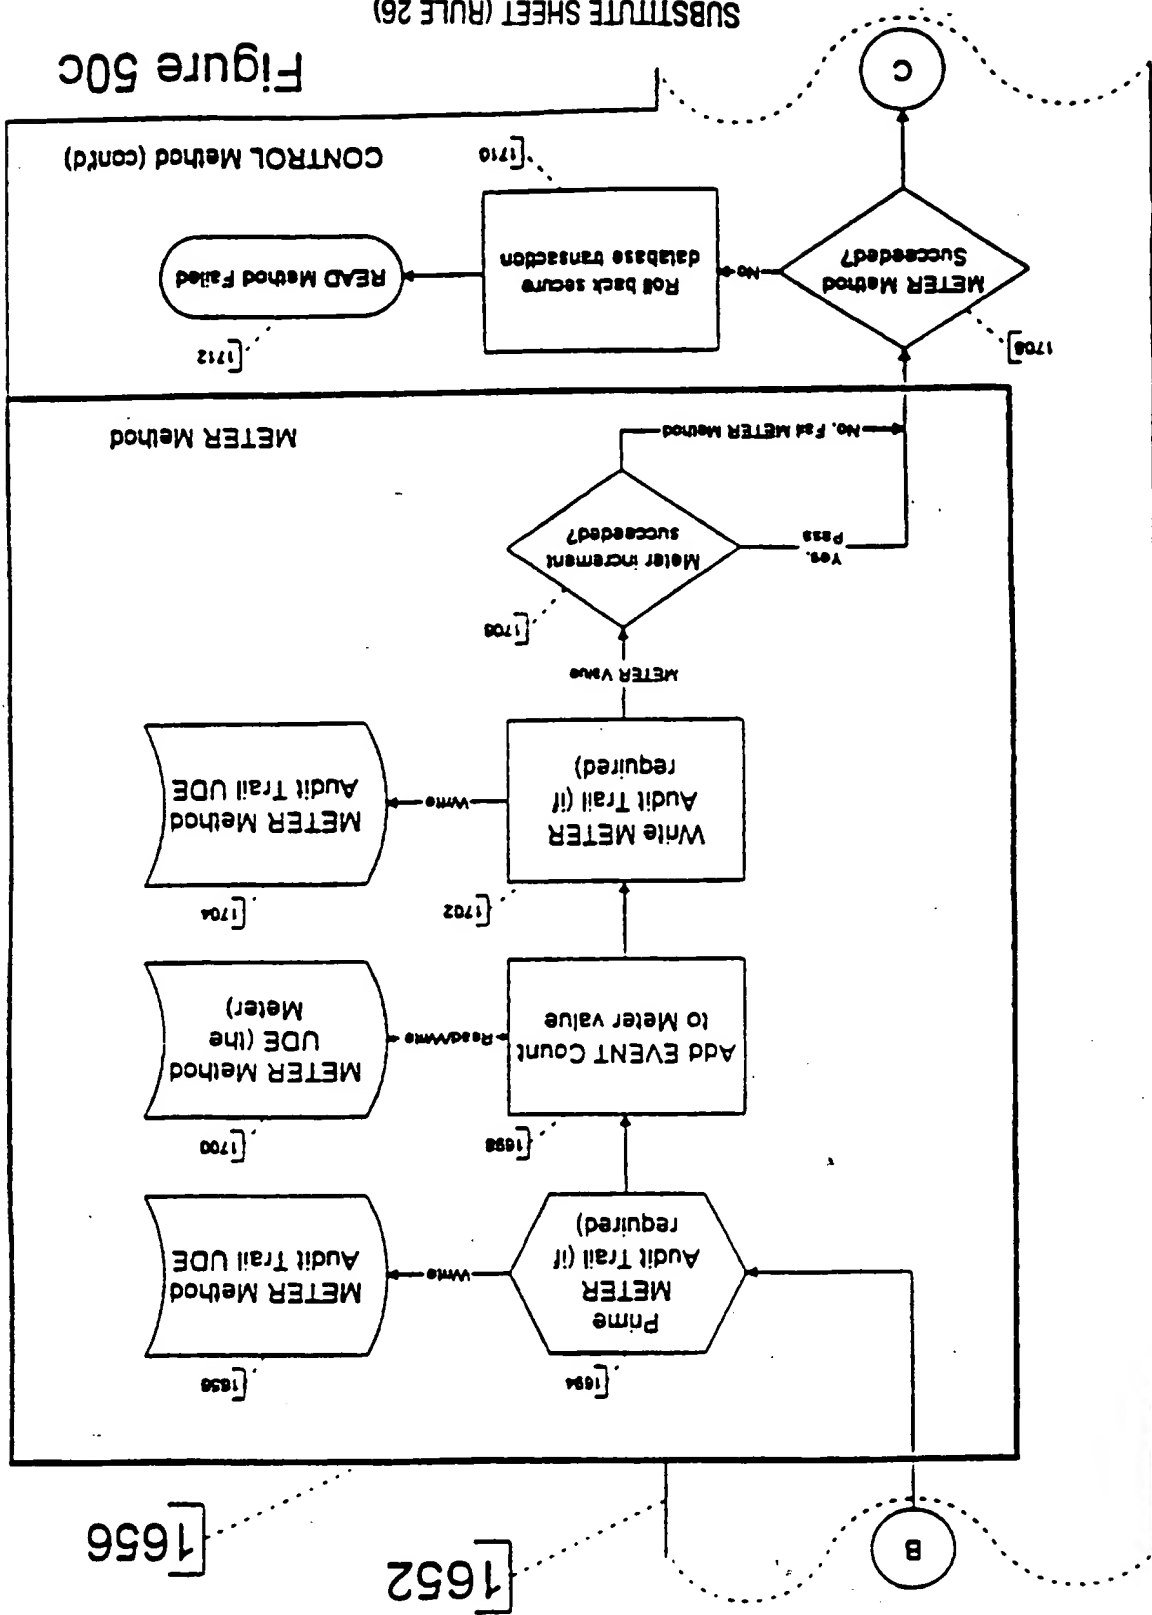 B
1652
1656
1694
Prime
METER
Audit Trail (if
required)
Write
METER Method
Audit Trail UDE
1698
1700
Add EVENT Count
to Meter value
Read/Write
METER Method
UDE (the
Meter)
1702
1704
Write METER
Audit Trail (if
required)
Write
METER Method
Audit Trail UDE
METER Value
1706
Meter increment
succeeded?
Yes,
Pass
No, Fail METER Method
METER Method
1708
METER Method
Succeeded?
No
Roll back secure
database transaction
1710
1712
READ Method Failed
CONTROL Method (cont'd)
C
Figure 50c
SUBSTITUTE SHEET (RULE 26)